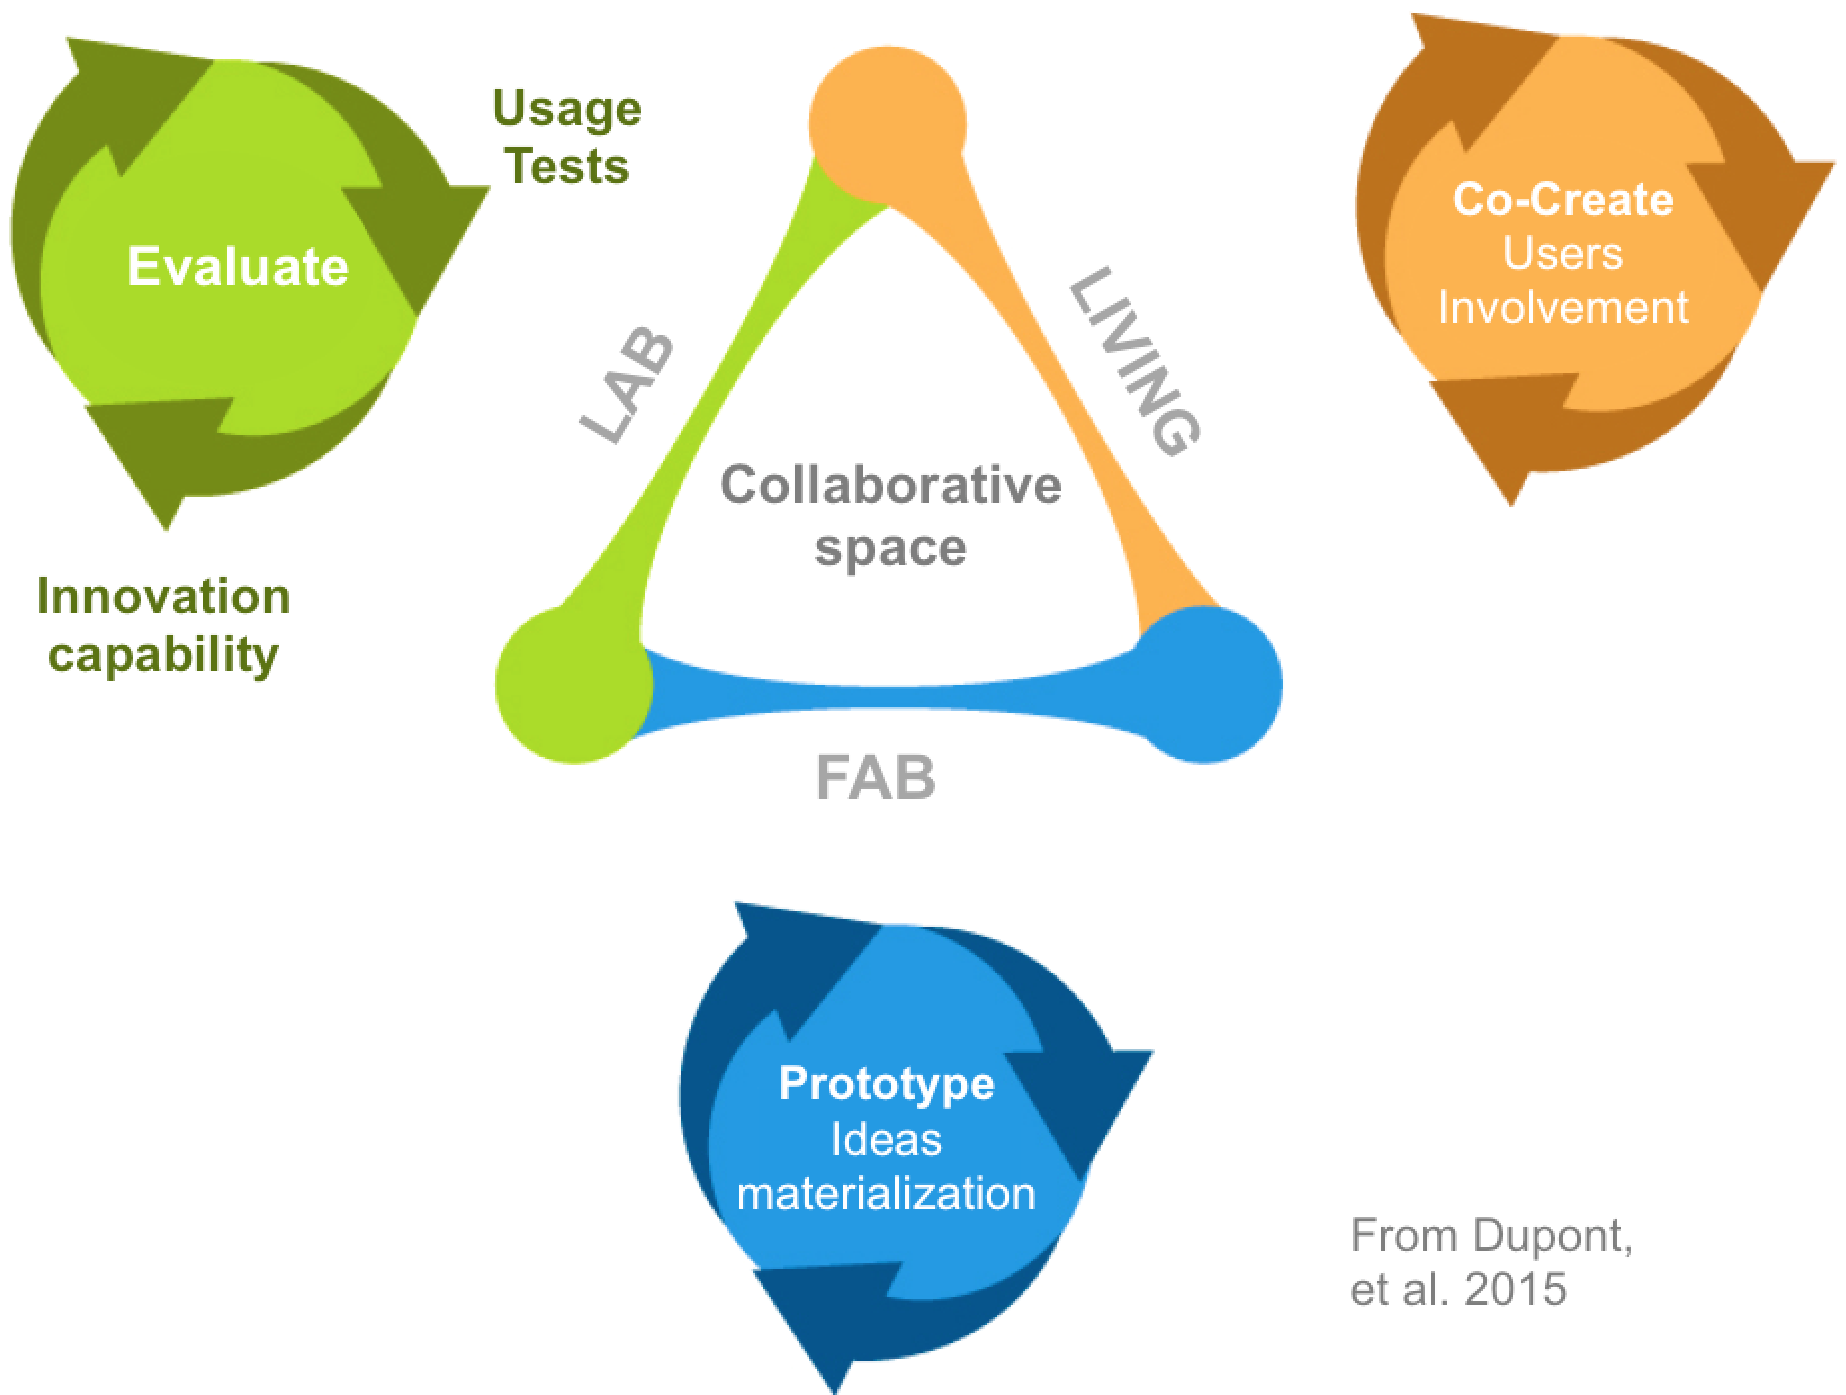 Usage
Tests
Evaluate
Innovation
capability
LAB
LIVING
Collaborative
space
FAB
Co-Create
Users
Involvement
Prototype
Ideas
materialization
From Dupont,
et al. 2015